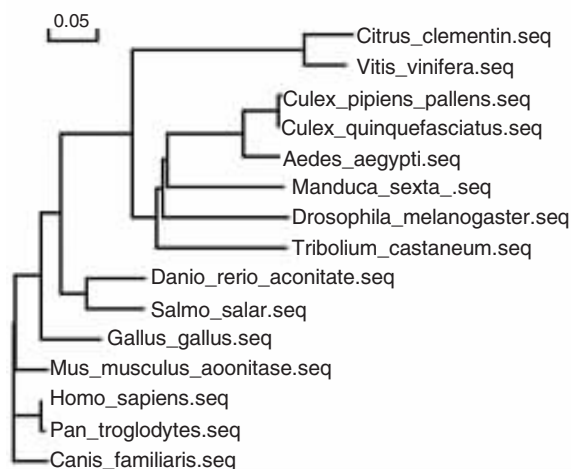 0.05
Citrus_clementin.seq
Vitis_vinifera.seq
Culex_pipiens_pallens.seq
Culex_quinquefasciatus.seq
Aedes_aegypti.seq
Manduca_sexta_.seq
Drosophila_melanogaster.seq
Tribolium_castaneum.seq
Danio_rerio_aconitate.seq
Salmo_salar.seq
Gallus_gallus.seq
Mus_musculus_aoonitase.seq
Homo_sapiens.seq
Pan_troglodytes.seq
Canis_familiaris.seq